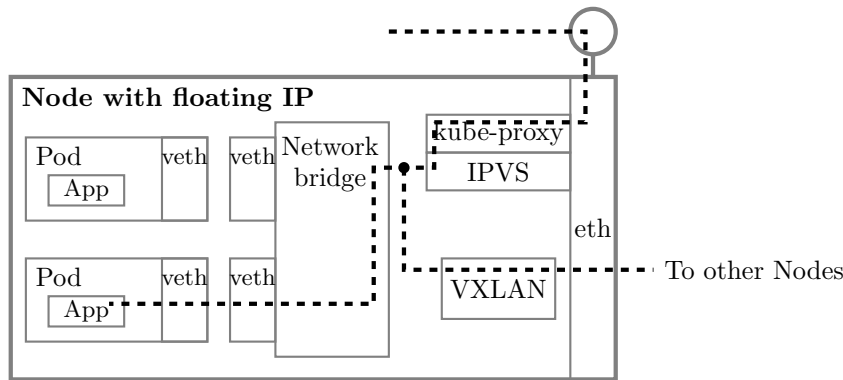 Node with floating IP
Pod
App
veth
veth
Network
bridge
kube-proxy
IPVS
eth
Pod
App
veth
veth
VXLAN
To other Nodes